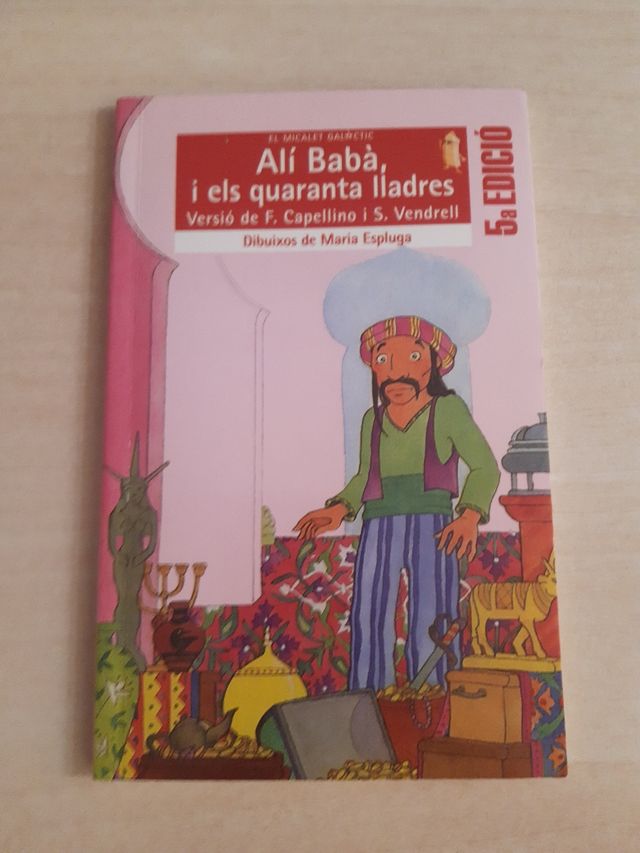 EL MICALET GALÀCTIC
Alí Babà,
i els quaranta lladres
Versió de F. Capellino i S. Vendrell
Dibuixos de Maria Espluga
5a EDICIÓ